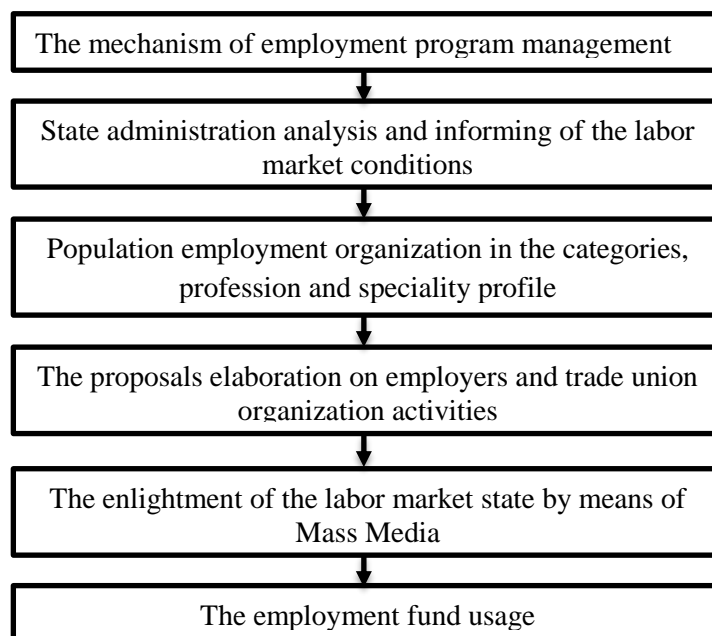 The mechanism of employment program management
State administration analysis and informing of the labor
market conditions
Population employment organization in the categories,
profession and speciality profile
The proposals elaboration on employers and trade union
organization activities
The enlightment of the labor market state by means of
Mass Media
The employment fund usage